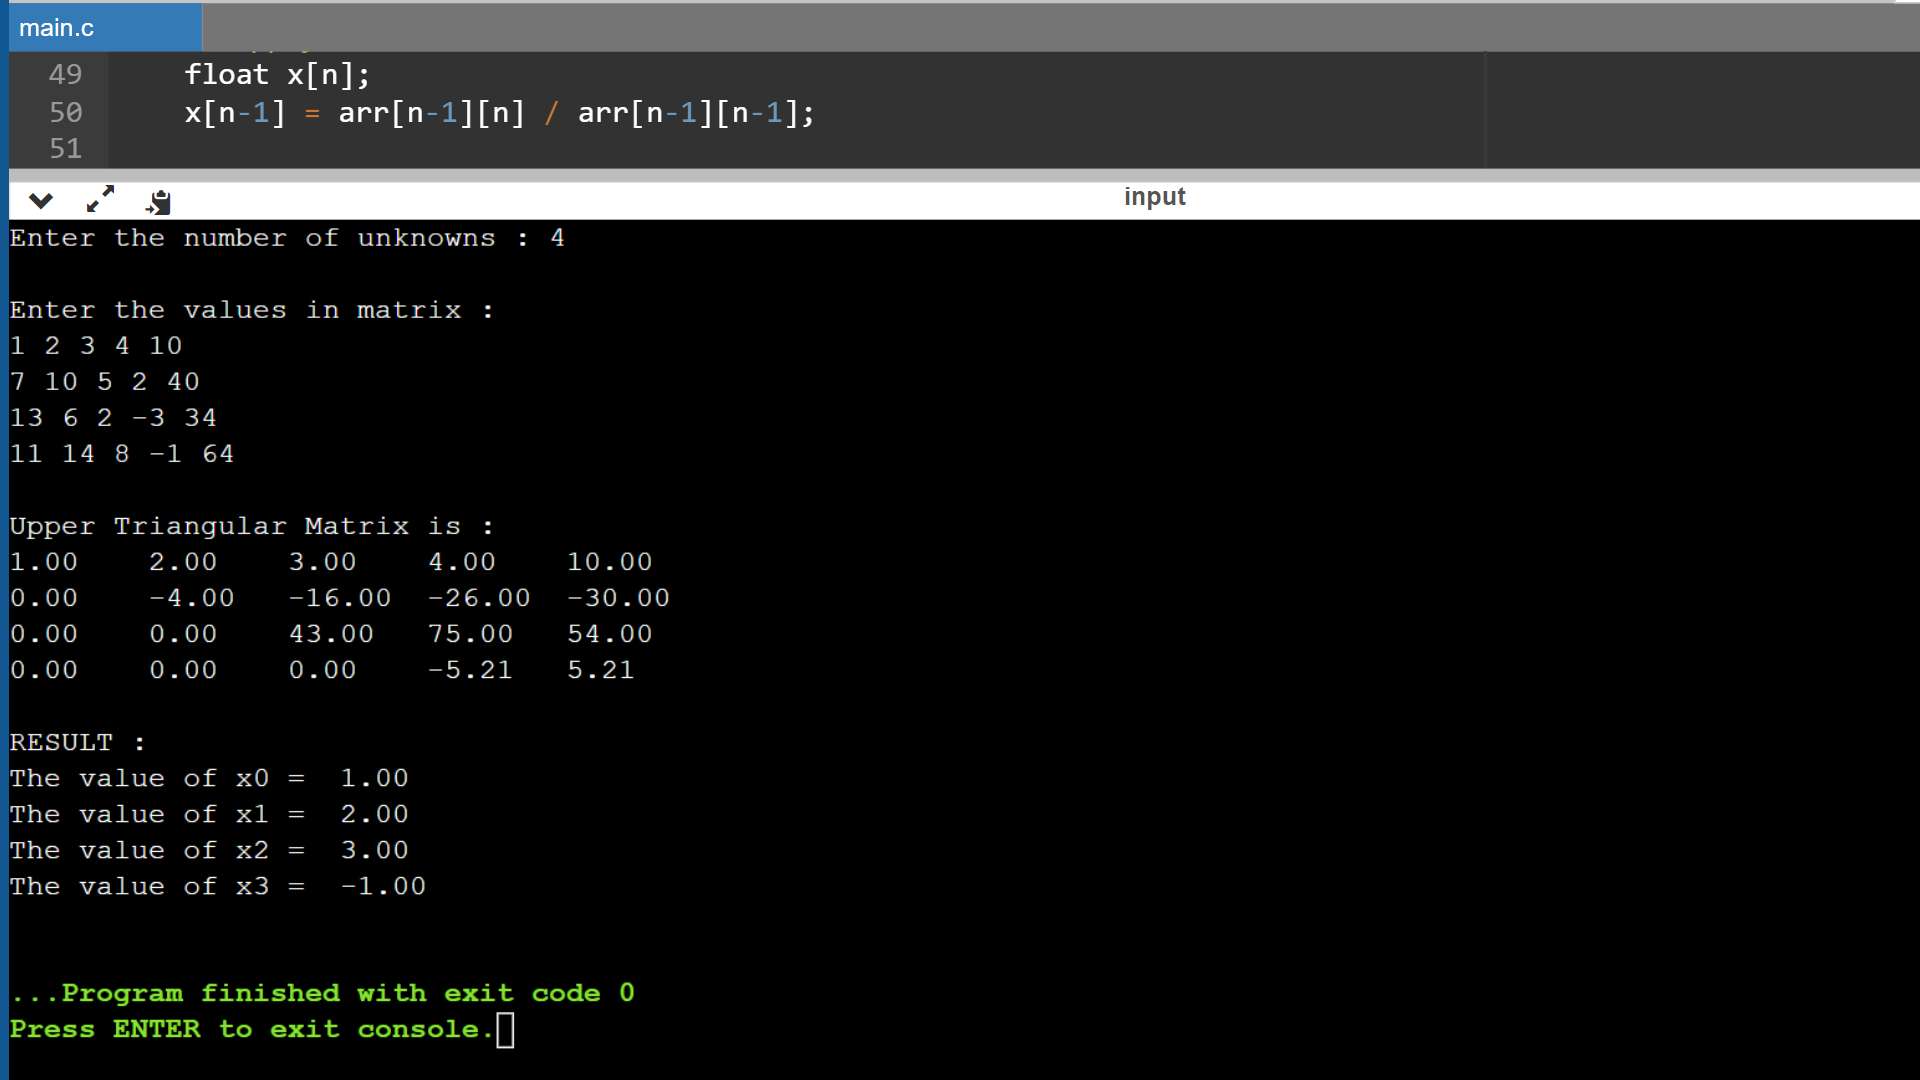 main.c
49 float x[n];
50 x[n-1] = arr[n-1][n] / arr[n-1][n-1];
51
input
Enter the number of unknowns : 4
Enter the values in matrix :
1 2 3 4 10
7 10 5 2 40
13 6 2 -3 34
11 14 8 -1 64
Upper Triangular Matrix is :
1.00 2.00 3.00 4.00 10.00
0.00 -4.00 -16.00 -26.00 -30.00
0.00 0.00 43.00 75.00 54.00
0.00 0.00 0.00 -5.21 5.21
RESULT :
The value of x0 = 1.00
The value of x1 = 2.00
The value of x2 = 3.00
The value of x3 = -1.00
...Program finished with exit code 0
Press ENTER to exit console.